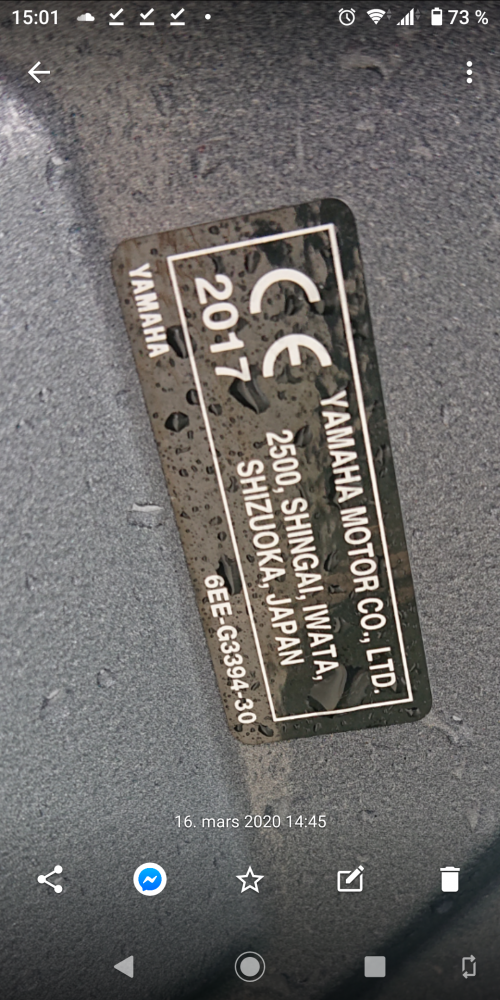 15:01
73 %
CE
2017
YAMAHA MOTOR CO., LTD.
2500, SHINGAI, IWATA,
SHIZUOKA, JAPAN
YAMAHA
6EE-G3394-30
16. mars 2020 14:45